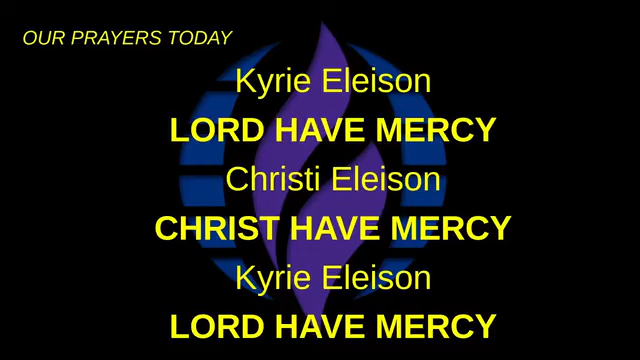 OUR PRAYERS TODAY
Kyrie Eleison
LORD HAVE MERCY
Christi Eleison
CHRIST HAVE MERCY
Kyrie Eleison
LORD HAVE MERCY